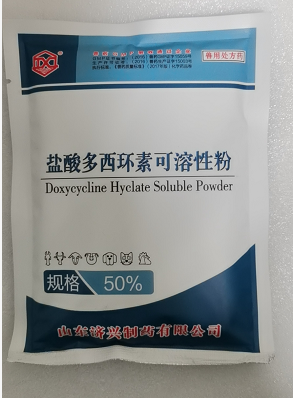 兽用处方药
盐酸多西环素可溶性粉
Doxycycline Hyclate Soluble Powder
规格 50%
山东济兴制药有限公司